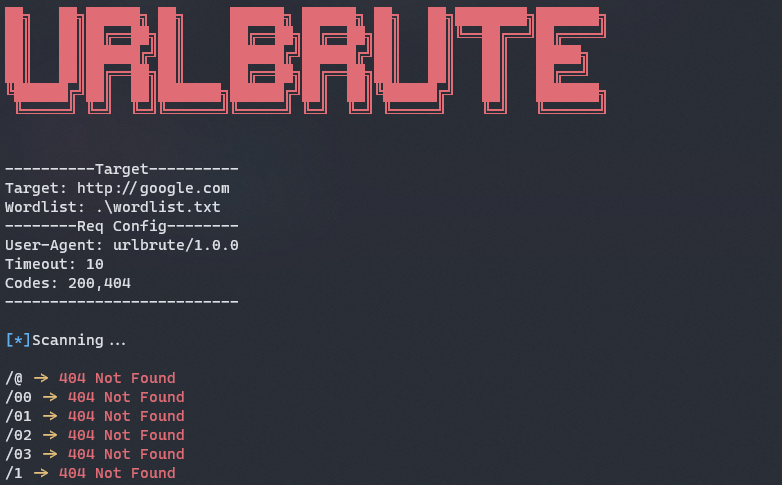 URLBRUTE
----------Target----------
Target: http://google.com
Wordlist: .\wordlist.txt
--------Req Config--------
User-Agent: urlbrute/1.0.0
Timeout: 10
Codes: 200,404
--------------------------
[*]Scanning...
/@ -> 404 Not Found
/00 -> 404 Not Found
/01 -> 404 Not Found
/02 -> 404 Not Found
/03 -> 404 Not Found
/1 -> 404 Not Found